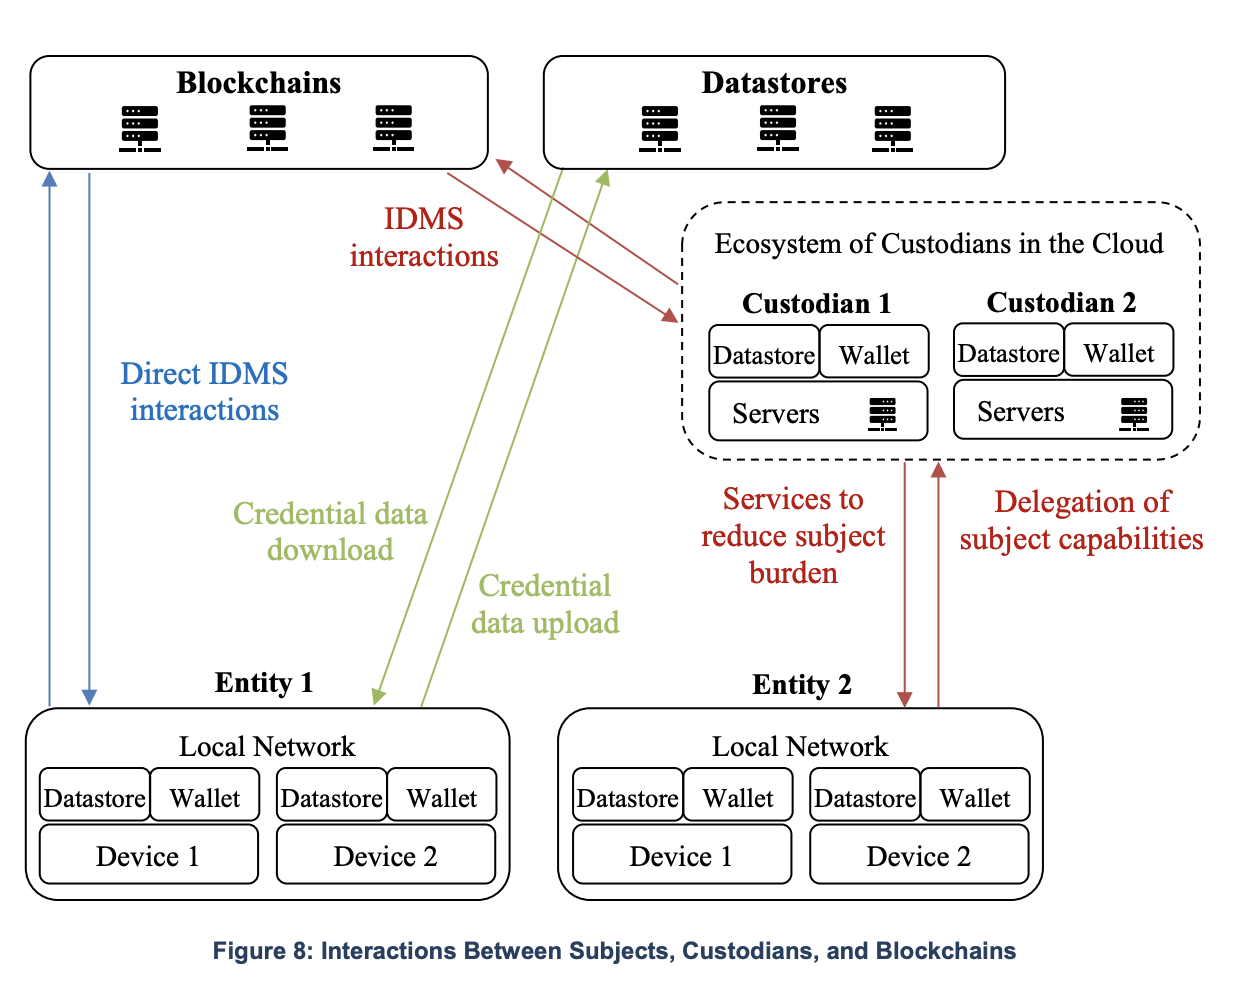 Blockchains
Datastores
IDMS
interactions
Ecosystem of Custodians in the Cloud
Custodian 1
Custodian 2
Datastore
Wallet
Datastore
Wallet
Servers
Servers
Direct IDMS
interactions
Credential data
download
Credential
data upload
Services to
reduce subject
burden
Delegation of
subject capabilities
Entity 1
Local Network
Datastore
Wallet
Datastore
Wallet
Device 1
Device 2
Entity 2
Local Network
Datastore
Wallet
Datastore
Wallet
Device 1
Device 2
Figure 8: Interactions Between Subjects, Custodians, and Blockchains